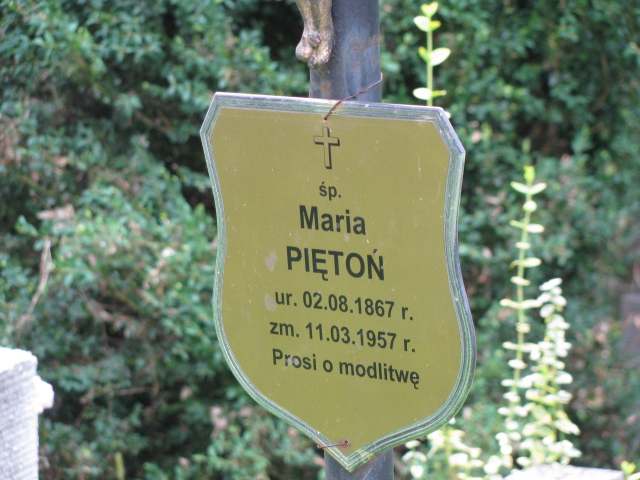 śp.
Maria
PIĘTOŃ
ur. 02.08.1867 r.
zm. 11.03.1957 r.
Prosi o modlitwę